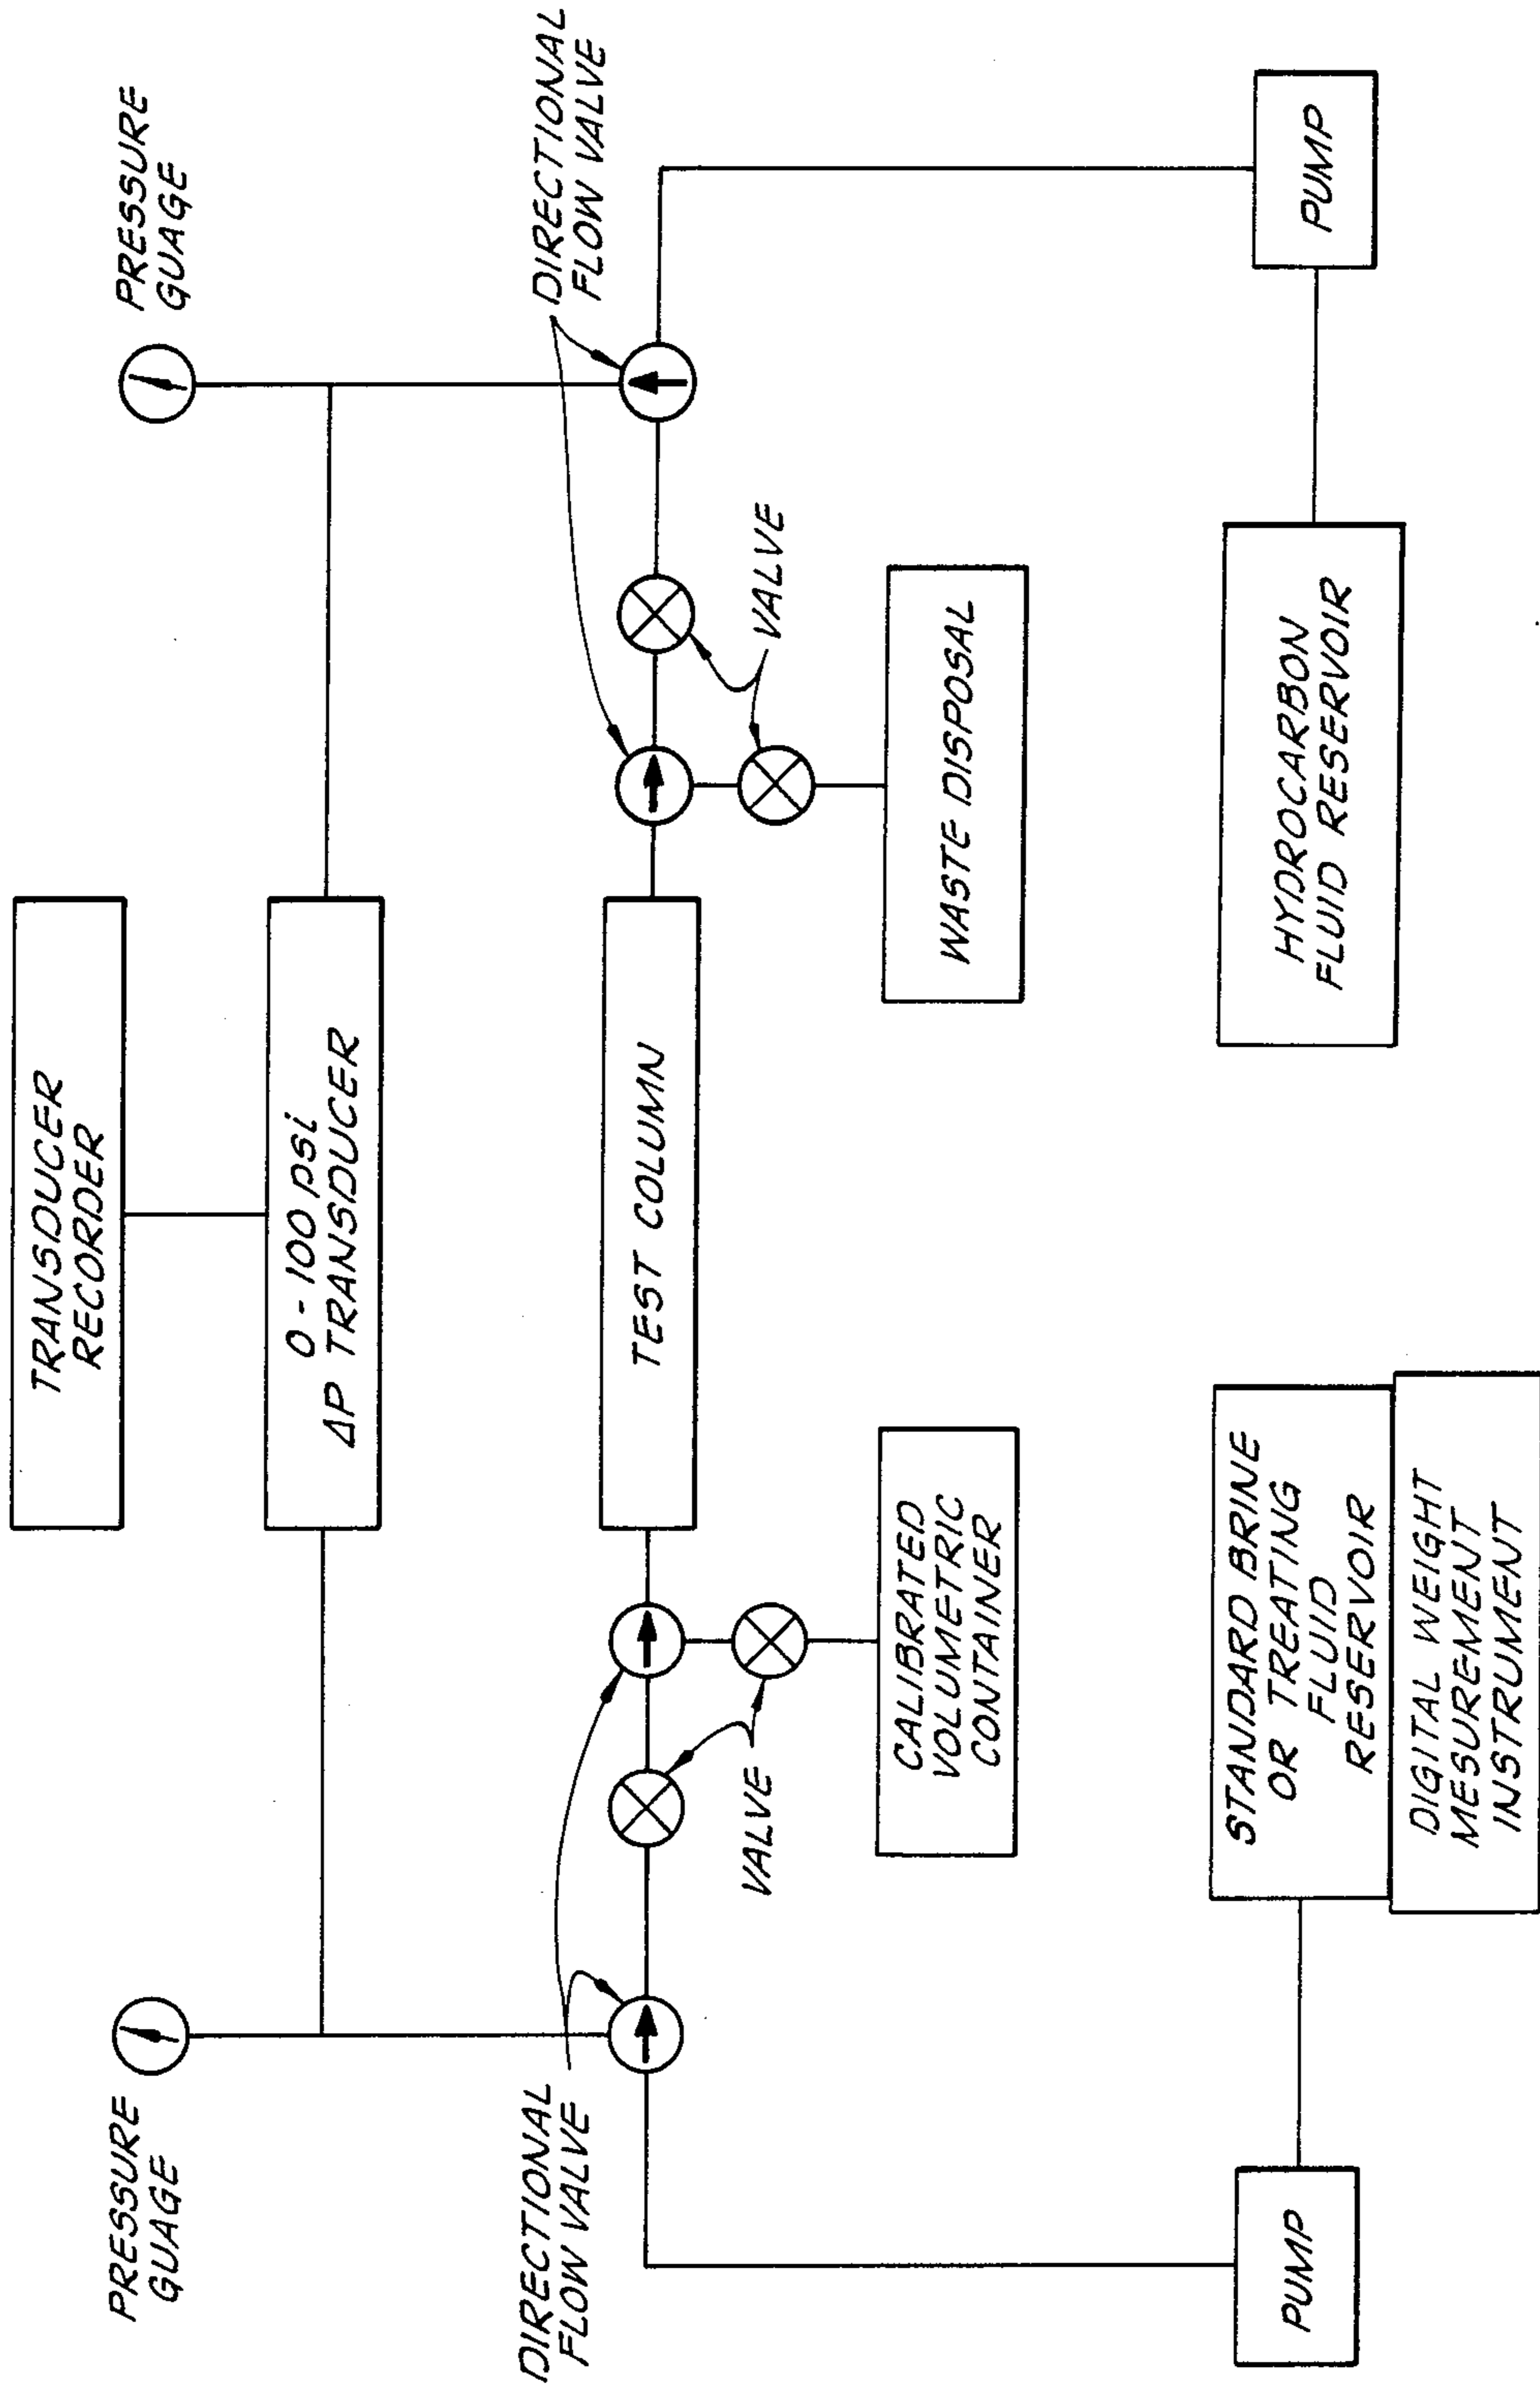 TRANSDUCER
RECORDER
PRESSURE
GUAGE
PRESSURE
GUAGE
0-100 psi
ΔP TRANSDUCER
DIRECTIONAL
FLOW VALVE
DIRECTIONAL
FLOW VALVE
TEST COLUMN
VALVE
VALVE
CALIBRATED
VOLUMETRIC
CONTAINER
WASTE DISPOSAL
PUMP
STANDARD BRINE
OR TREATING
FLUID
RESERVOIR
DIGITAL WEIGHT
MESUREMENT
INSTRUMENT
HYDROCARBON
FLUID RESERVOIR
PUMP